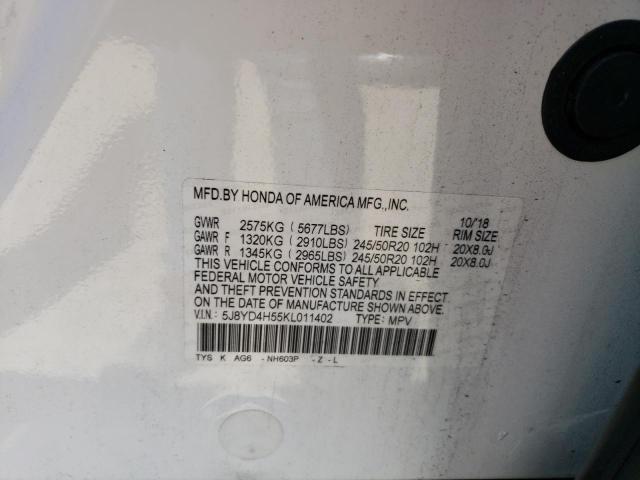 MFD.BY HONDA OF AMERICA MFG.,INC.
10/18
GVWR 2575KG ( 5677LBS) TIRE SIZE RIM SIZE
GAWR F 1320KG ( 2910LBS) 245/50R20 102H 20X8.0J
GAWR R 1345KG ( 2965LBS) 245/50R20 102H 20X8.0J
THIS VEHICLE CONFORMS TO ALL APPLICABLE
FEDERAL MOTOR VEHICLE SAFETY
AND THEFT PREVENTION STANDARDS IN EFFECT
ON THE DATE OF MANUFACTURE SHOWN ABOVE.
V.I.N.: 5J8YD4H55KL011402 TYPE: MPV
TYS K AG6 -NH603P -Z-L